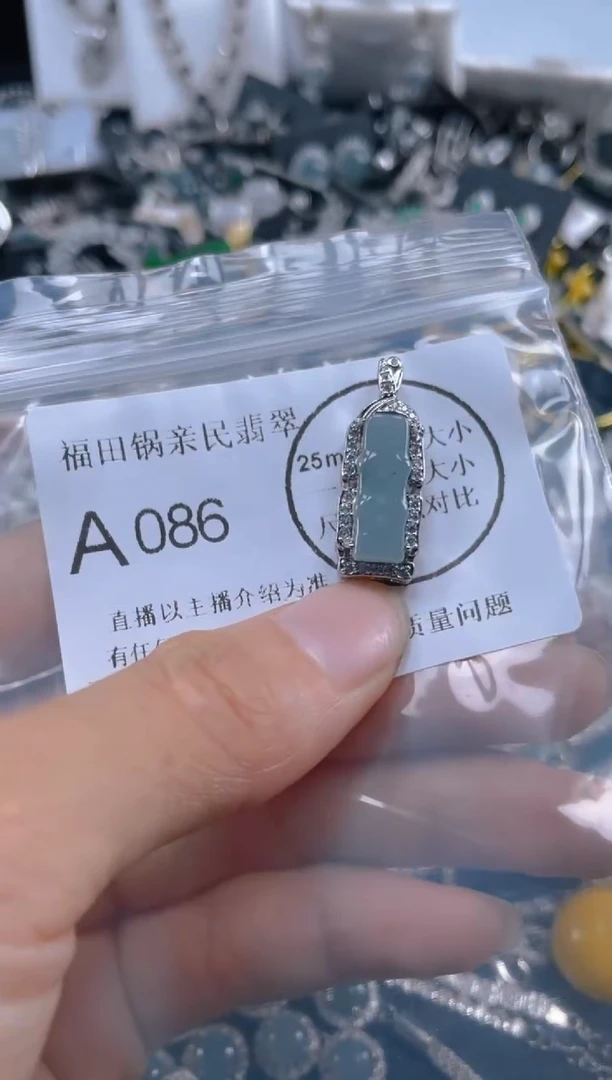 福田锅亲民翡翠
A 086
25m 大小
大小
尺 对比
直播以主播介绍为准
有任 质量问题